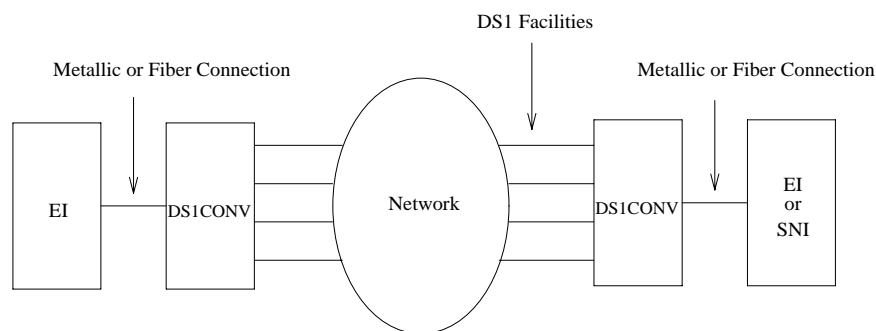 DS1 Facilities
Metallic or Fiber Connection
Metallic or Fiber Connection
EI
DS1CONV
Network
DS1CONV
EI
or
SNI